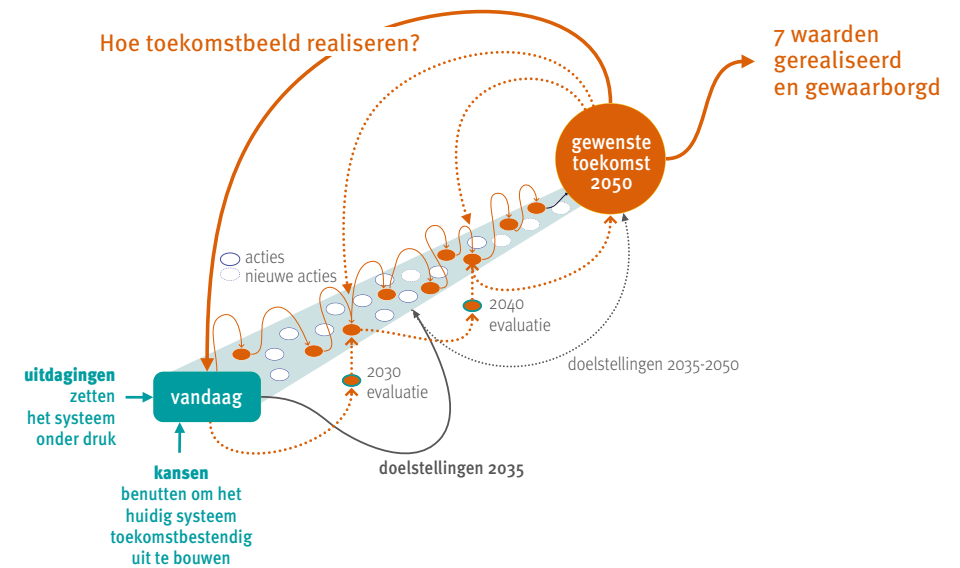 Hoe toekomstbeeld realiseren?
7 waarden
gerealiseerd
en gewaarborgd
gewenste
toekomst
2050
acties
nieuwe acties
2040
evaluatie
doelstellingen 2035-2050
2030
evaluatie
uitdagingen
zetten
het systeem
onder druk
vandaag
doelstellingen 2035
kansen
benutten om het
huidig systeem
toekomstbestendig
uit te bouwen